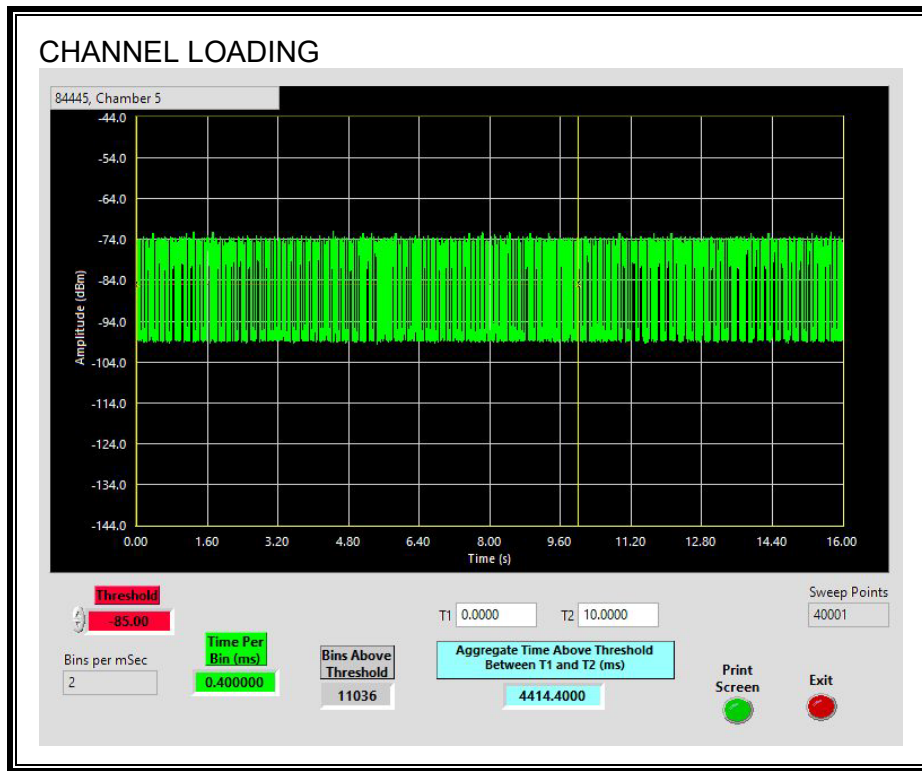 CHANNEL LOADING
84445, Chamber 5
-44.0
-54.0
-64.0
-74.0
-84.0
-94.0
-104.0
-114.0
-124.0
-134.0
-144.0
Amplitude (dBm)
0.00 1.60 3.20 4.80 6.40 8.00 9.60 11.20 12.80 14.40 16.00
Time (s)
Threshold
-85.00
Bins per mSec
2
Time Per
Bin (ms)
0.400000
Bins Above
Threshold
11036
T1 0.0000 T2 10.0000
Aggregate Time Above Threshold
Between T1 and T2 (ms)
4414.4000
Sweep Points
40001
Print
Screen
Exit